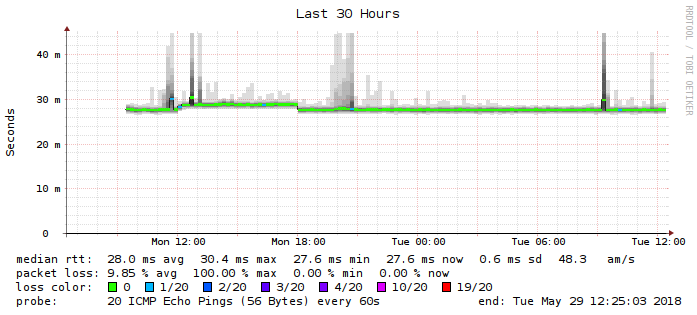 Last 30 Hours
RRDTOOL / TOBI OETIKER
Seconds
40 m
30 m
20 m
10 m
0
Mon 12:00 Mon 18:00 Tue 00:00 Tue 06:00 Tue 12:00
median rtt: 28.0 ms avg 30.4 ms max 27.6 ms min 27.6 ms now 0.6 ms sd 48.3 am/s
packet loss: 9.85 % avg 100.00 % max 0.00 % min 0.00 % now
loss color: 0 1/20 2/20 3/20 4/20 10/20 19/20
probe: 20 ICMP Echo Pings (56 Bytes) every 60s end: Tue May 29 12:25:03 2018